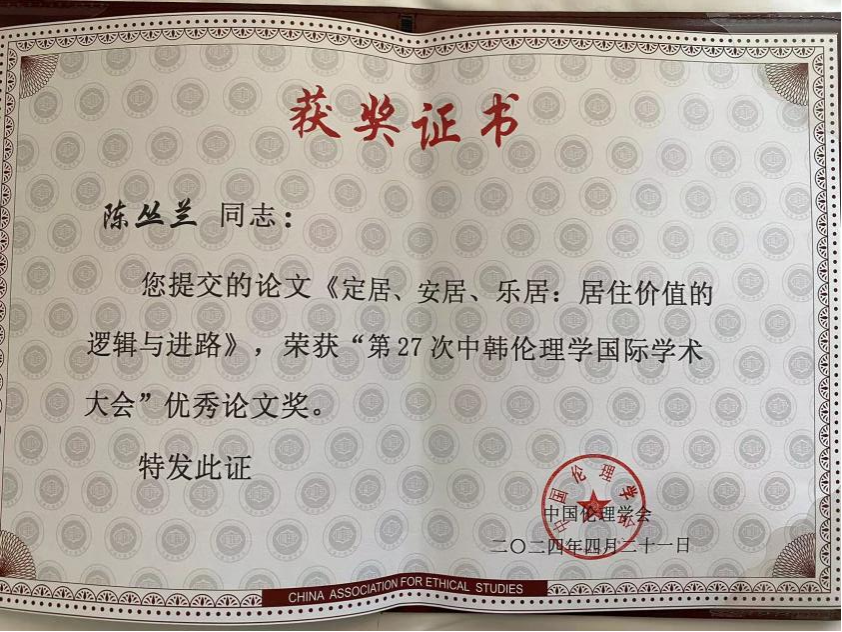 获奖证书
陈丛兰 同志：
您提交的论文《定居、安居、乐居：居住价值的
逻辑与进路》，荣获“第27次中韩伦理学国际学术
大会”优秀论文奖。
特发此证
中国伦理学会
中国伦理学会
二〇二四年四月二十一日
CHINA ASSOCIATION FOR ETHICAL STUDIES